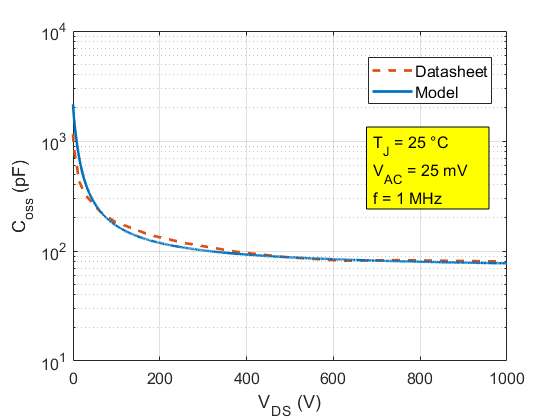 10^4
10^3
10^2
10^1
C_oss (pF)
0 200 400 600 800 1000
V_DS (V)
Datasheet
Model
T_J = 25 °C
V_AC = 25 mV
f = 1 MHz